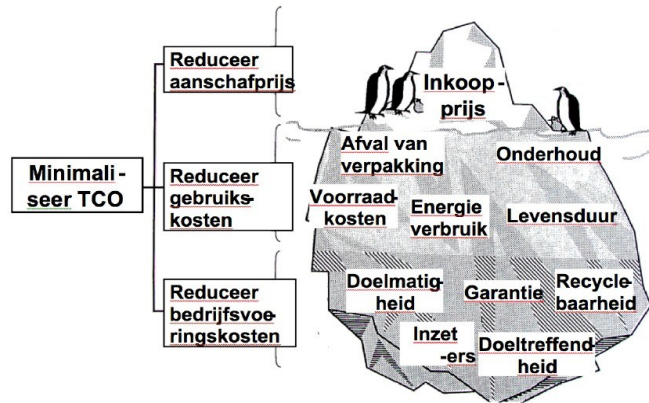 Minimali-
seer TCO
Reduceer
aanschafprijs
Reduceer
gebruiks-
kosten
Reduceer
bedrijfsvoe-
ringskosten
Inkoop-
prijs
Afval van
verpakking
Onderhoud
Voorraad-
kosten
Energie
verbruik
Levensduur
Doelmatig-
heid
Garantie
Recycle-
baarheid
Inzet
-ers
Doeltreffend-
heid